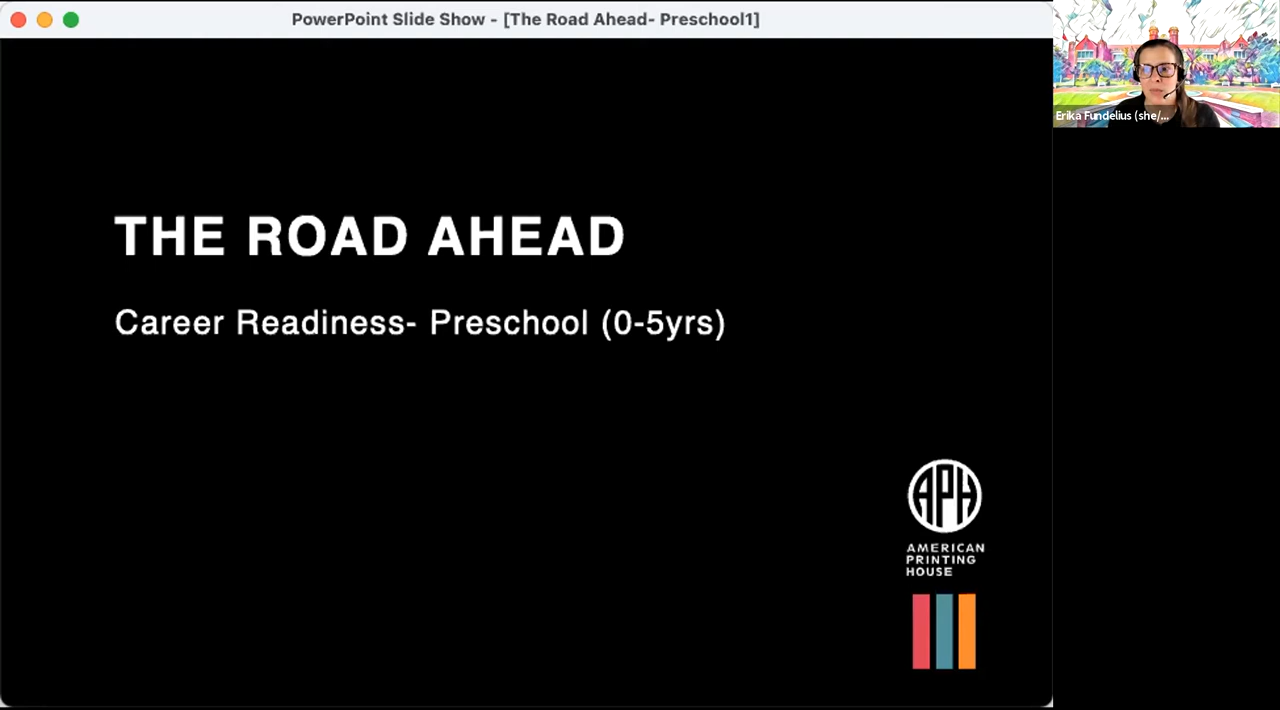 PowerPoint Slide Show - [The Road Ahead- Preschool1]
Erika Fundelius (she/...
THE ROAD AHEAD
Career Readiness- Preschool (0-5yrs)
APH
AMERICAN
PRINTING
HOUSE